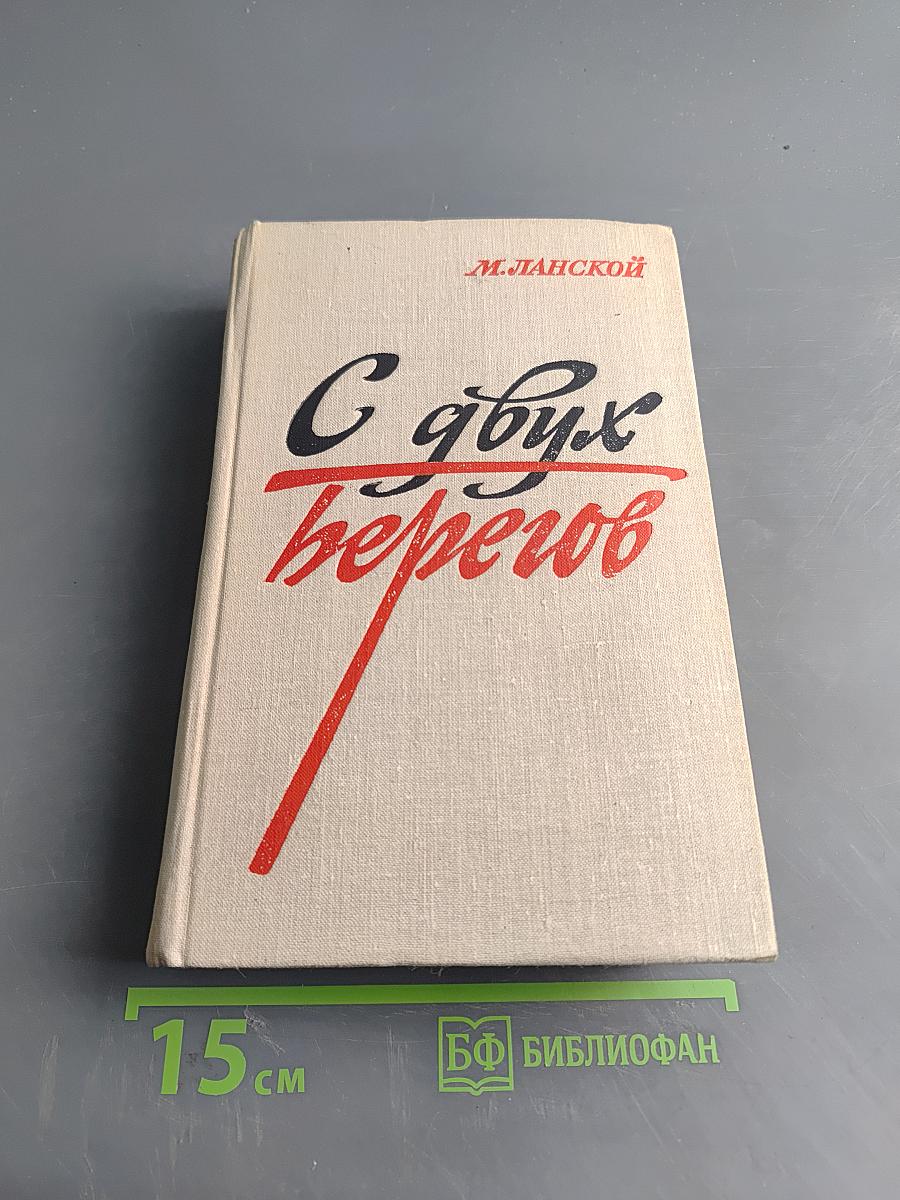 М. ЛАНСКОЙ
С двух
берегов
15 см
БФ БИБЛИОФАН